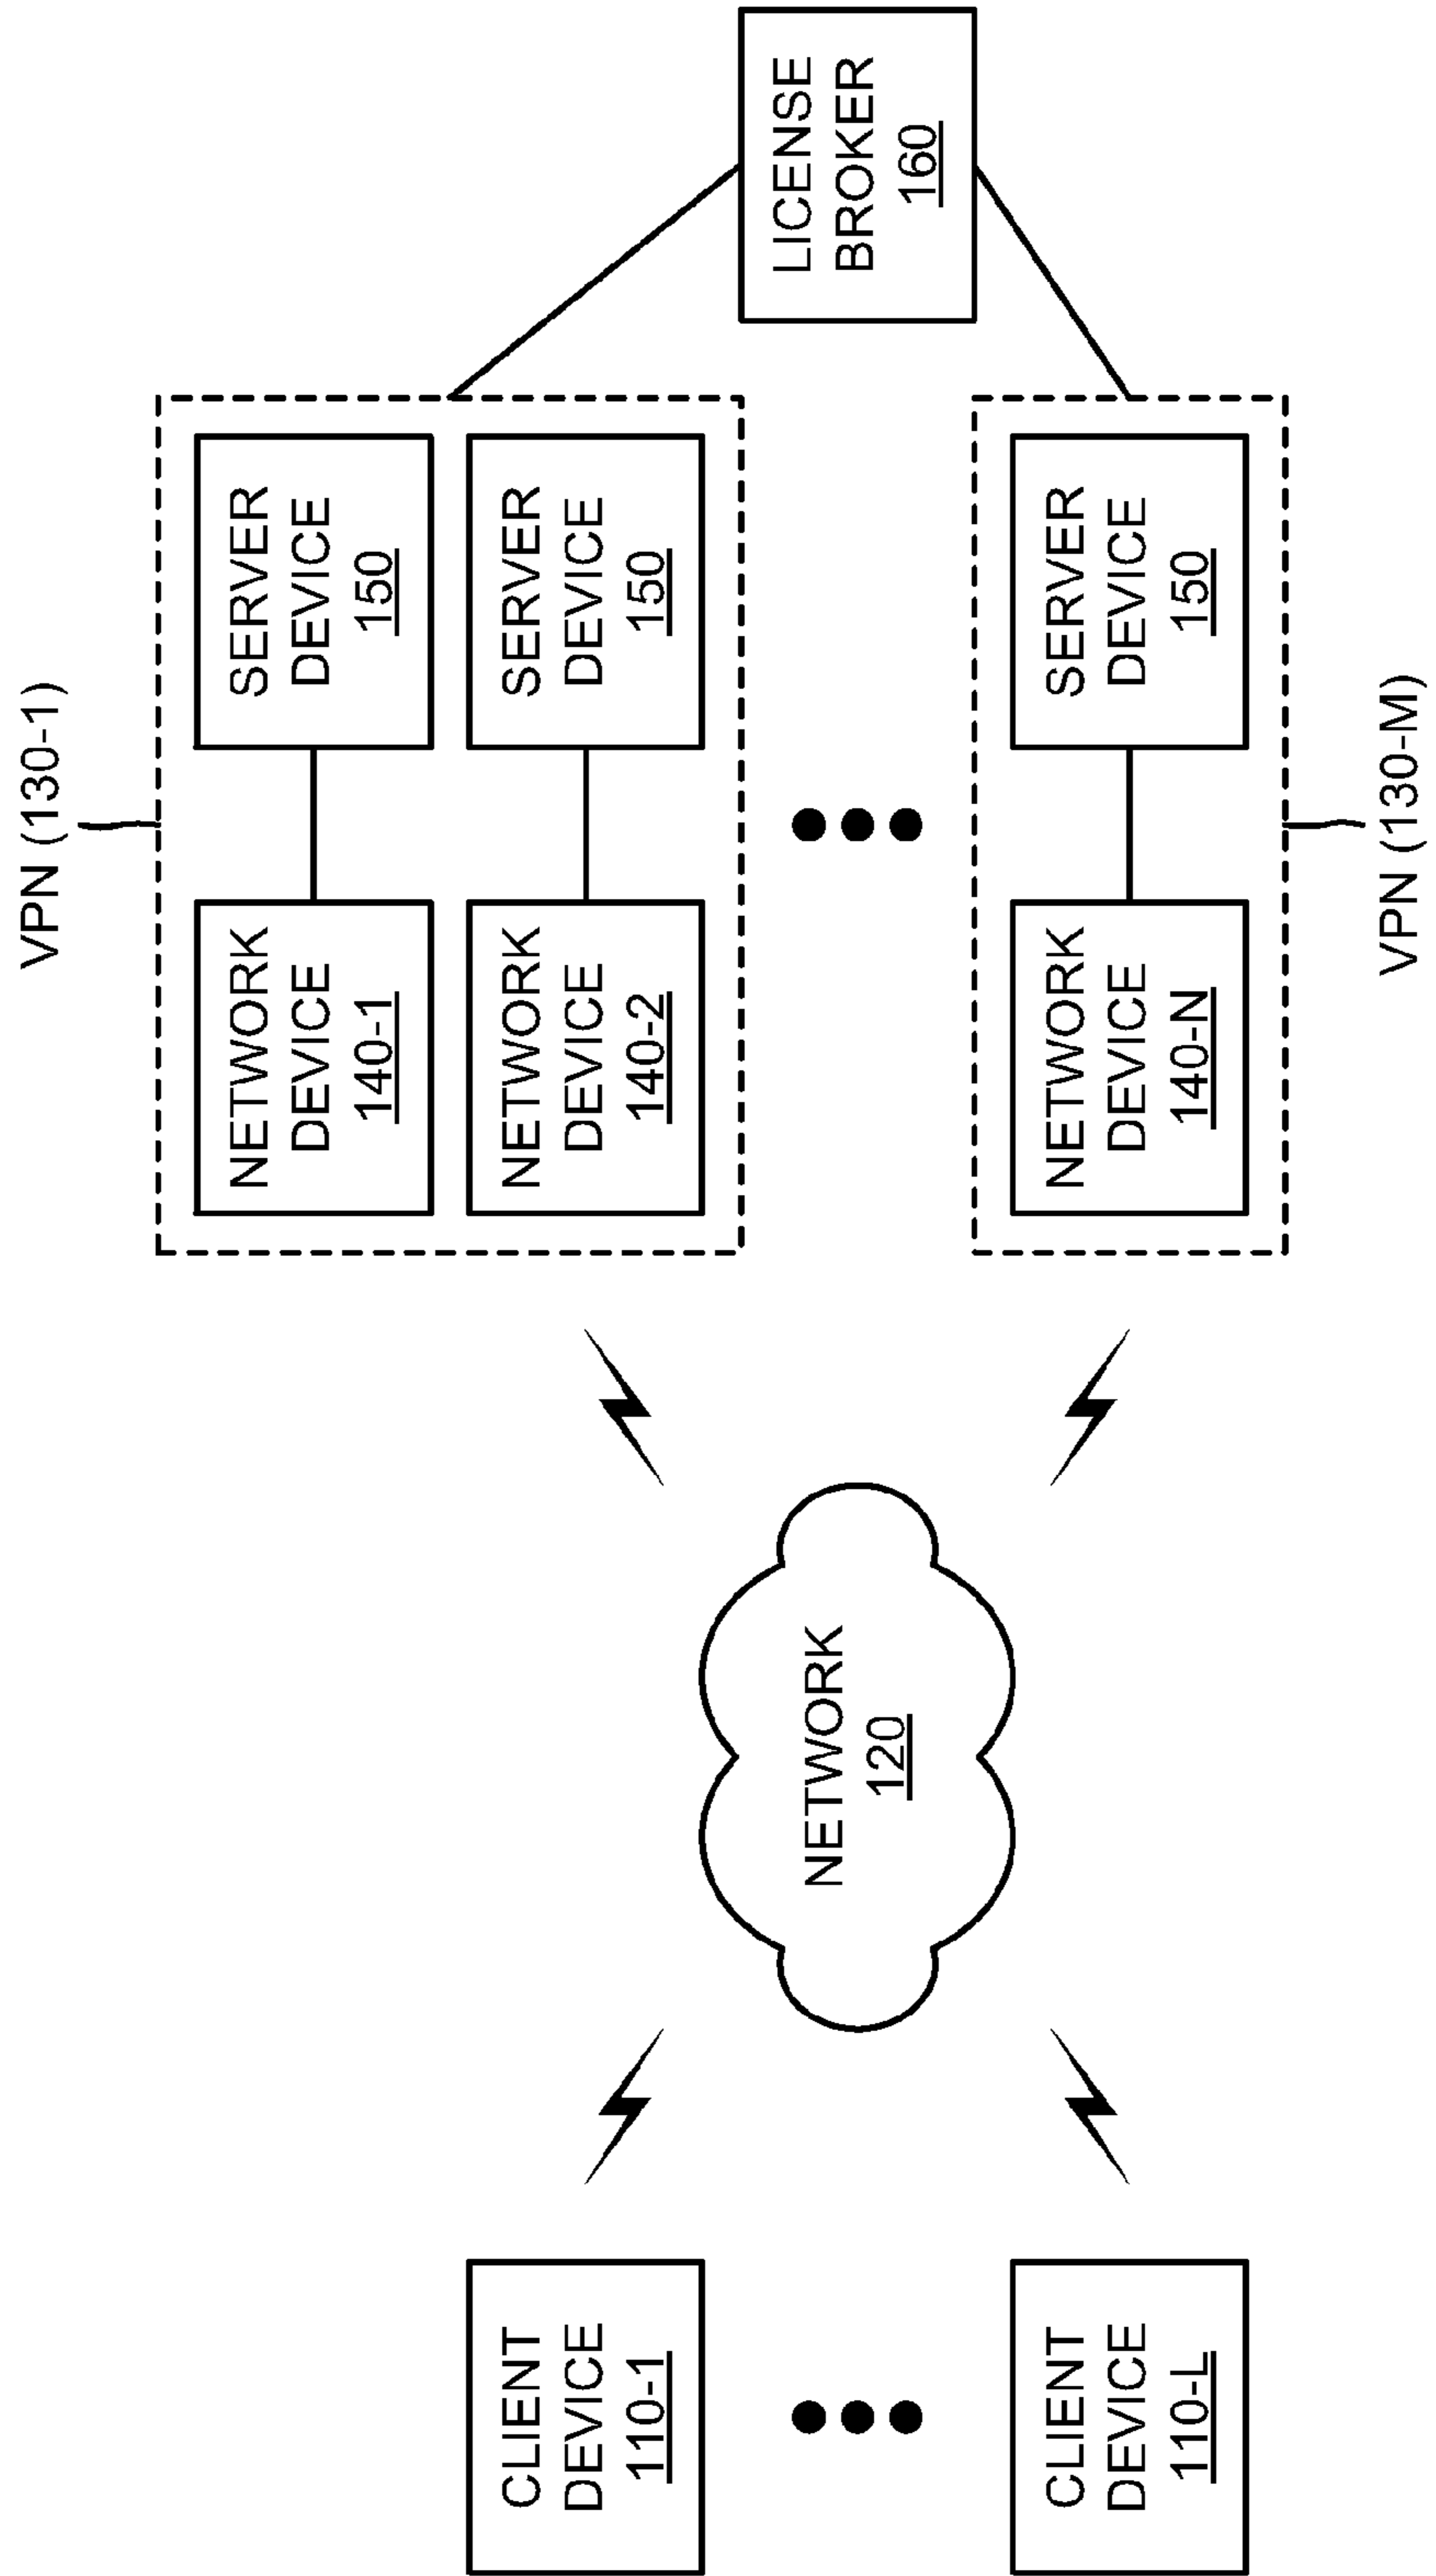 VPN (130-1)
CLIENT
DEVICE
110-1
CLIENT
DEVICE
110-L
NETWORK
120
NETWORK
DEVICE
140-1
SERVER
DEVICE
150
NETWORK
DEVICE
140-2
SERVER
DEVICE
150
NETWORK
DEVICE
140-N
SERVER
DEVICE
150
LICENSE
BROKER
160
VPN (130-M)